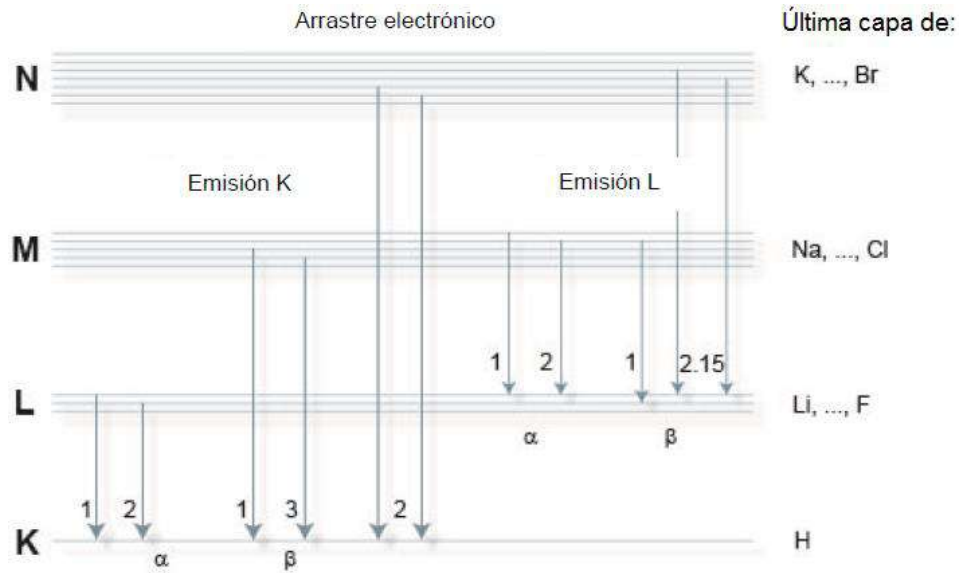 Arrastre electrónico
Última capa de:
N
K, ..., Br
Emisión K
Emisión L
M
Na, ..., Cl
1 2 1 2.15
L
Li, ..., F
α β
1 2 1 3 2
K
H
α β